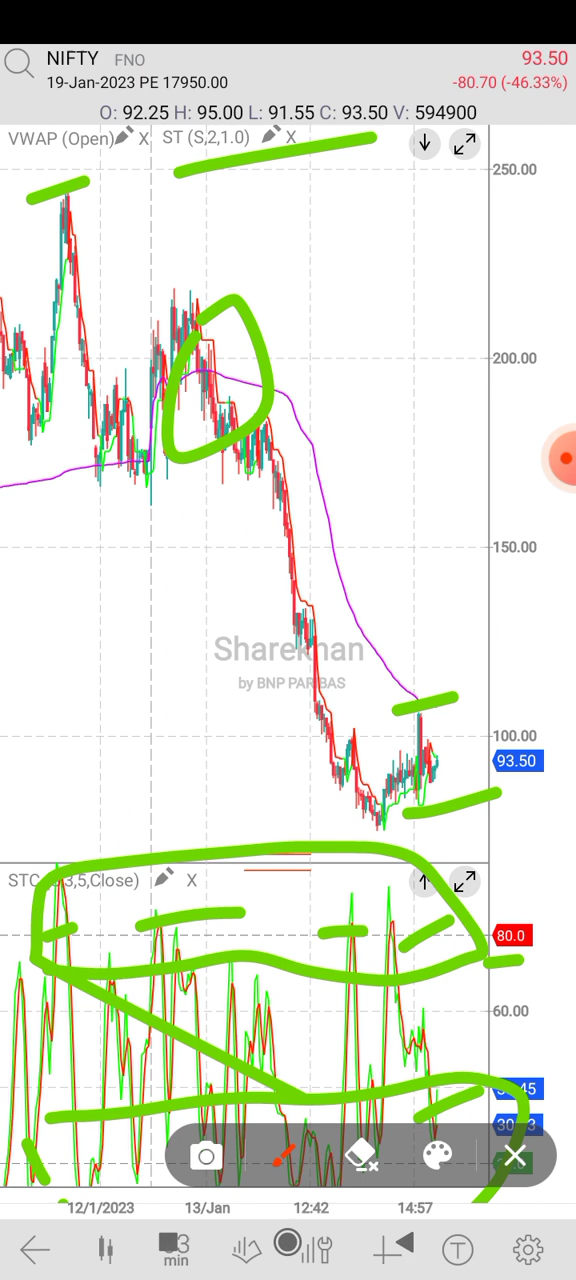 NIFTY FNO 93.50
19-Jan-2023 PE 17950.00 -80.70 (-46.33%)
O: 92.25 H: 95.00 L: 91.55 C: 93.50 V: 594900
VWAP (Open) X ST (S,2,1.0) X
250.00
200.00
150.00
Sharekhan
by BNP PARIBAS
100.00
93.50
3,5,Close) X
80.0
60.00
12/1/2023 13/Jan 12:42 14:57
min
T